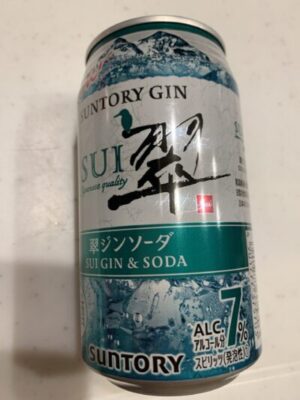 SUNTORY GIN
SUI
翠
Japanese quality
翠ジンソーダ
SUI GIN & SODA
ALC.
アルコール分
7%
スピリッツ(発泡性)①
SUNTORY